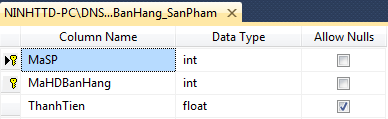 NINHTTD-PC\DNS...BanHang_SanPham
Column Name Data Type Allow Nulls
MaSP int
MaHDBanHang int
ThanhTien float